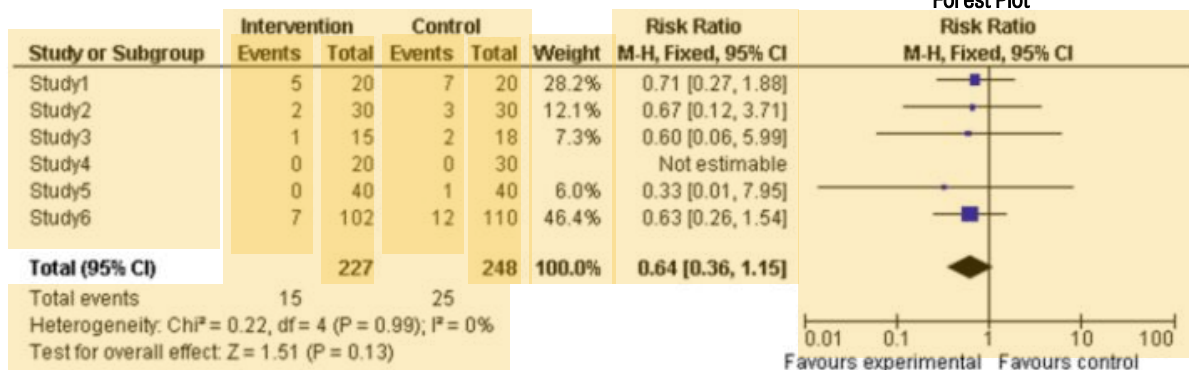 Forest Plot
Intervention Control Risk Ratio Risk Ratio
Study or Subgroup Events Total Events Total Weight M-H, Fixed, 95% CI M-H, Fixed, 95% CI
Study1 5 20 7 20 28.2% 0.71 [0.27, 1.88]
Study2 2 30 3 30 12.1% 0.67 [0.12, 3.71]
Study3 1 15 2 18 7.3% 0.60 [0.06, 5.99]
Study4 0 20 0 30 Not estimable
Study5 0 40 1 40 6.0% 0.33 [0.01, 7.95]
Study6 7 102 12 110 46.4% 0.63 [0.26, 1.54]
Total (95% CI) 227 248 100.0% 0.64 [0.36, 1.15]
Total events 15 25
Heterogeneity: Chi² = 0.22, df = 4 (P = 0.99); I² = 0%
Test for overall effect: Z = 1.51 (P = 0.13)
0.01 0.1 1 10 100
Favours experimental Favours control